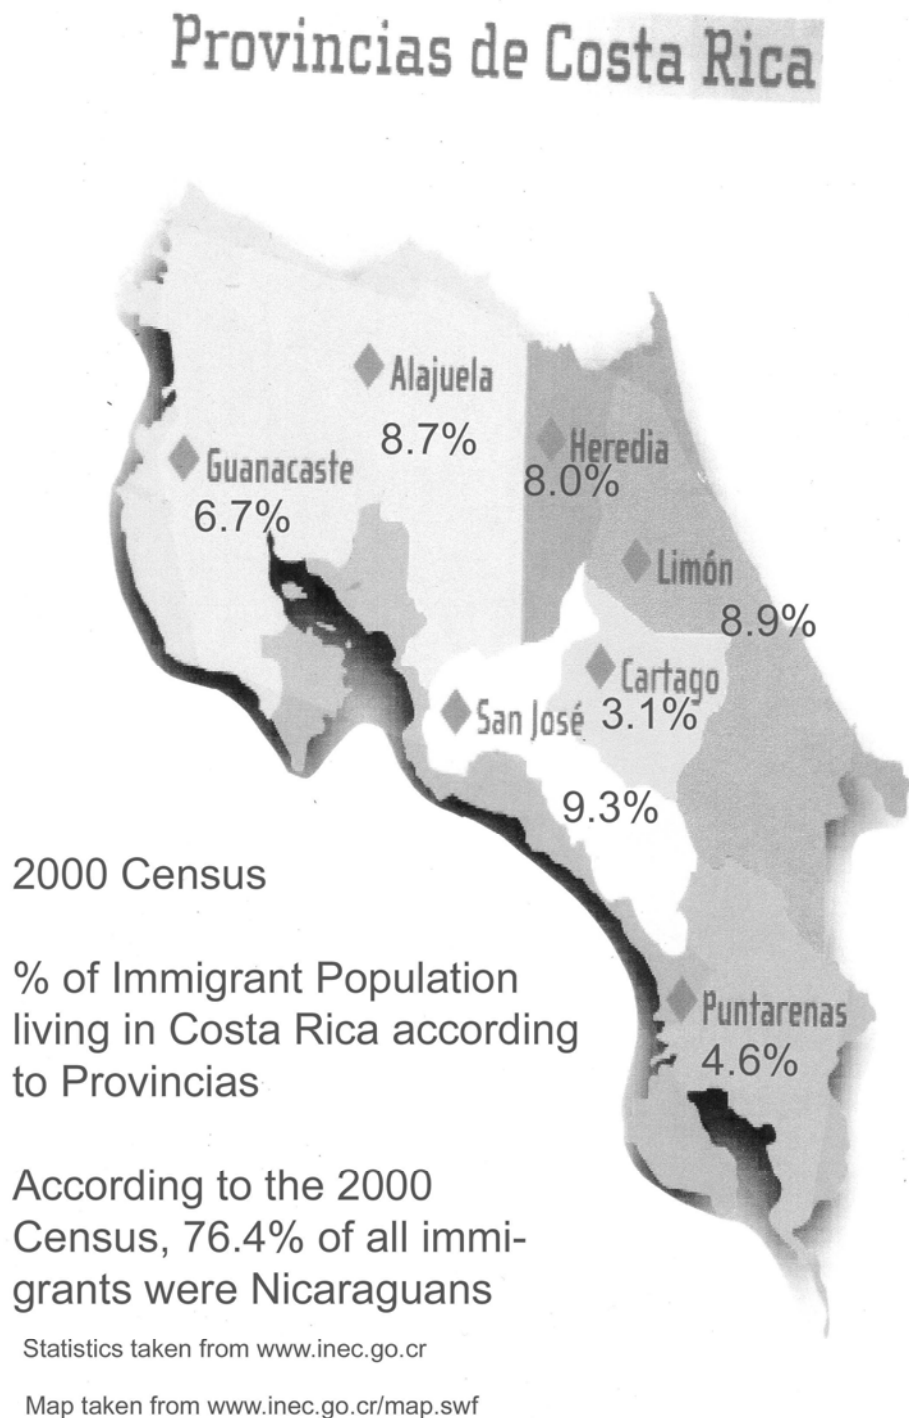 Provincias de Costa Rica
Alajuela
8.7%
Heredia
8.0%
Guanacaste
6.7%
Limón
8.9%
Cartago
3.1%
San José
9.3%
2000 Census
% of Immigrant Population
living in Costa Rica according
to Provincias
Puntarenas
4.6%
According to the 2000
Census, 76.4% of all immi-
grants were Nicaraguans
Statistics taken from www.inec.go.cr
Map taken from www.inec.go.cr/map.swf